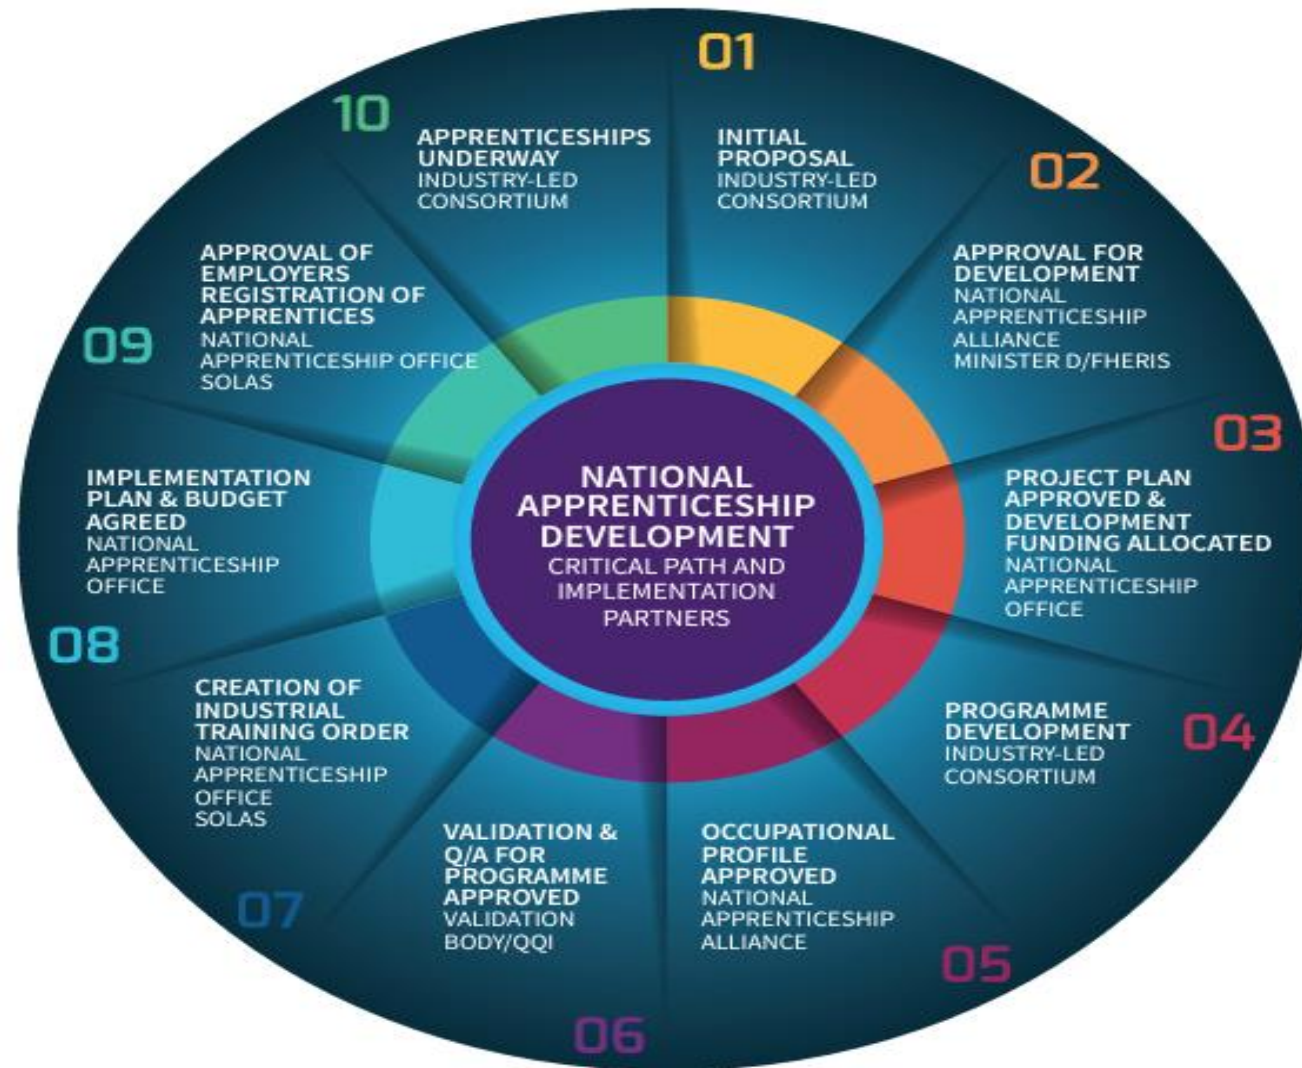 NATIONAL
APPRENTICESHIP
DEVELOPMENT
CRITICAL PATH AND
IMPLEMENTATION
PARTNERS
01
INITIAL
PROPOSAL
INDUSTRY-LED
CONSORTIUM
02
APPROVAL FOR
DEVELOPMENT
NATIONAL
APPRENTICESHIP
ALLIANCE
MINISTER D/FHERIS
03
PROJECT PLAN
APPROVED &
DEVELOPMENT
FUNDING ALLOCATED
NATIONAL
APPRENTICESHIP
OFFICE
04
PROGRAMME
DEVELOPMENT
INDUSTRY-LED
CONSORTIUM
05
OCCUPATIONAL
PROFILE
APPROVED
NATIONAL
APPRENTICESHIP
ALLIANCE
06
VALIDATION &
Q/A FOR
PROGRAMME
APPROVED
VALIDATION
BODY/QQI
07
CREATION OF
INDUSTRIAL
TRAINING ORDER
NATIONAL
APPRENTICESHIP
OFFICE
SOLAS
08
IMPLEMENTATION
PLAN & BUDGET
AGREED
NATIONAL
APPRENTICESHIP
OFFICE
09
APPROVAL OF
EMPLOYERS
REGISTRATION OF
APPRENTICES
NATIONAL
APPRENTICESHIP OFFICE
SOLAS
10
APPRENTICESHIPS
UNDERWAY
INDUSTRY-LED
CONSORTIUM